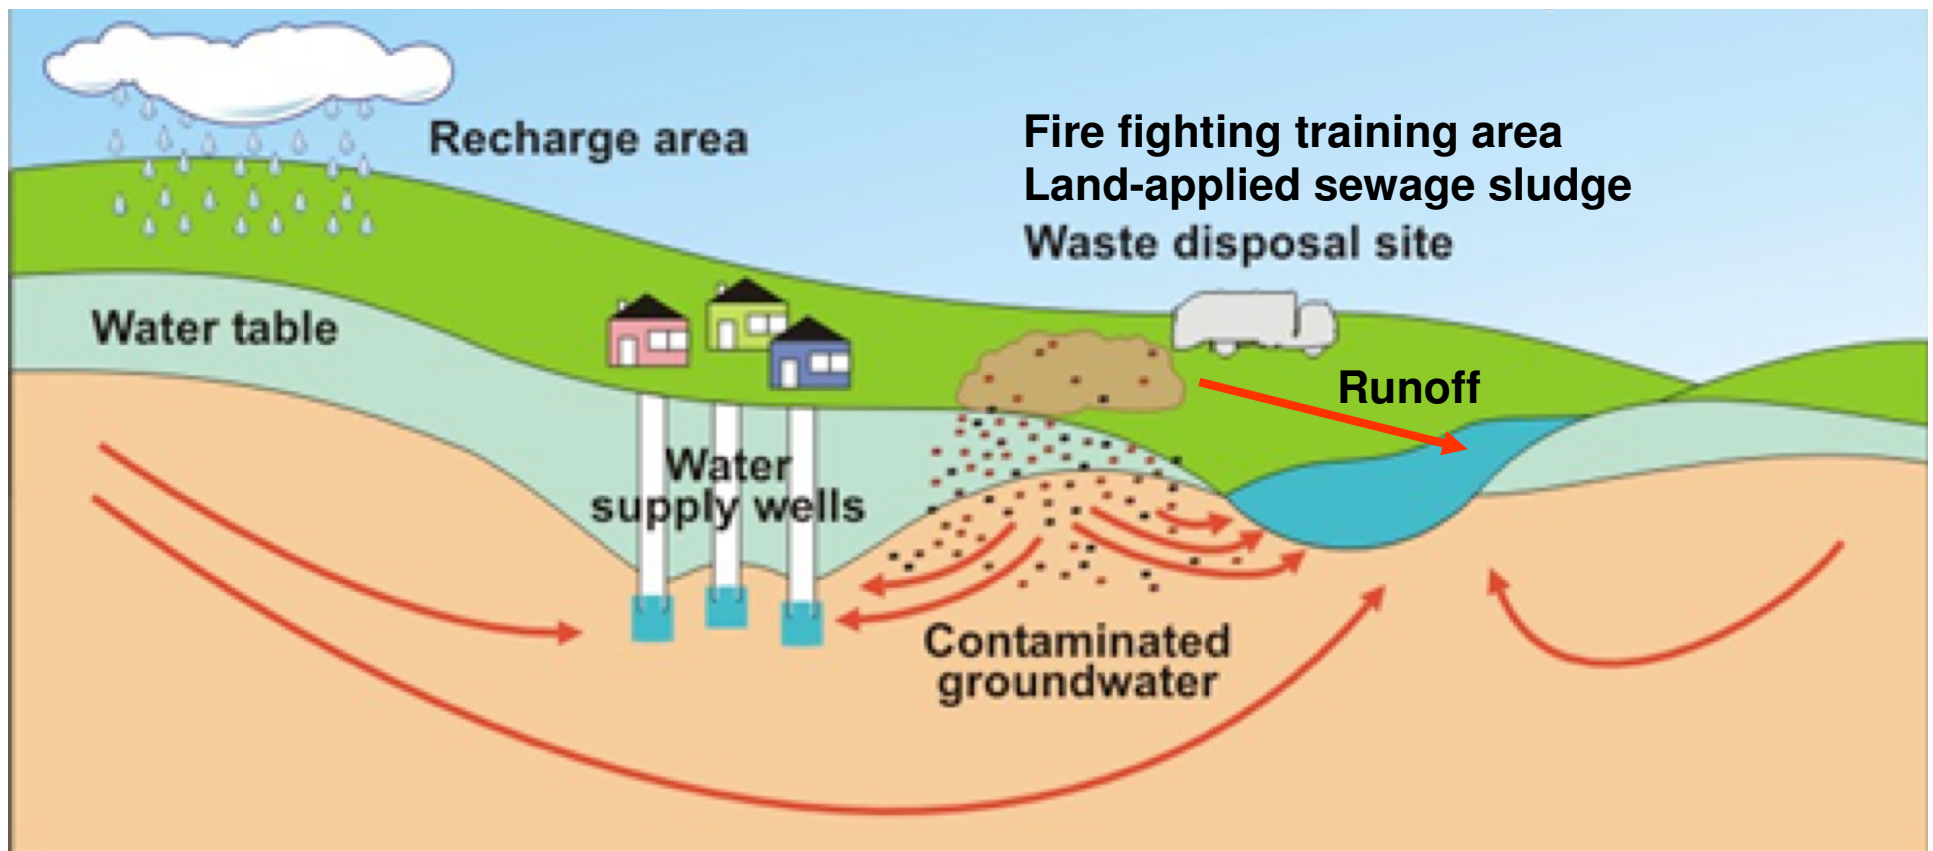 Recharge area
Fire fighting training area
Land-applied sewage sludge
Waste disposal site
Water table
Runoff
Water
supply wells
Contaminated
groundwater